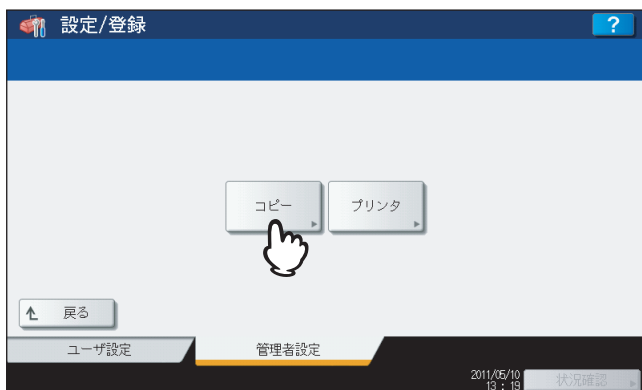 設定/登録
?
コピー
プリンタ
戻る
ユーザ設定
管理者設定
2011/05/10
13 : 19
状況確認